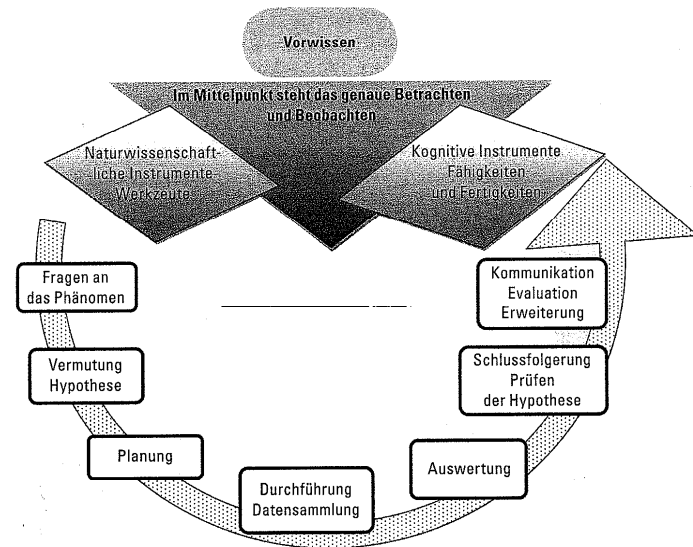 Vorwissen
Im Mittelpunkt steht das genaue Betrachten
und Beobachten
Naturwissenschaft-
liche Instrumente
Werkzeute
Kognitive Instrumente
Fähigkeiten
und Fertigkeiten
Fragen an
das Phänomen
Vermutung
Hypothese
Planung
Durchführung
Datensammlung
Auswertung
Schlussfolgerung
Prüfen
der Hypothese
Kommunikation
Evaluation
Erweiterung